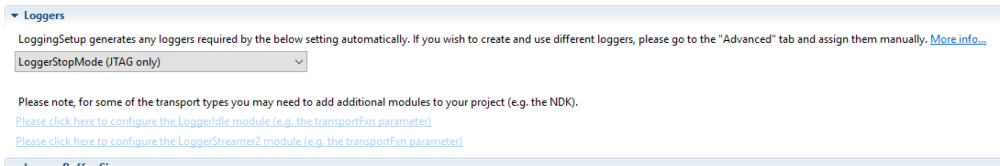 Loggers
LoggingSetup generates any loggers required by the below setting automatically. If you wish to create and use different loggers, please go to the "Advanced" tab and assign them manually. More info...
LoggerStopMode (JTAG only)
Please note, for some of the transport types you may need to add additional modules to your project (e.g. the NDK).
Please click here to configure the LoggerIdle module (e.g. the transportFxn parameter)
Please click here to configure the LoggerStreamer2 module (e.g. the transportFxn parameter)